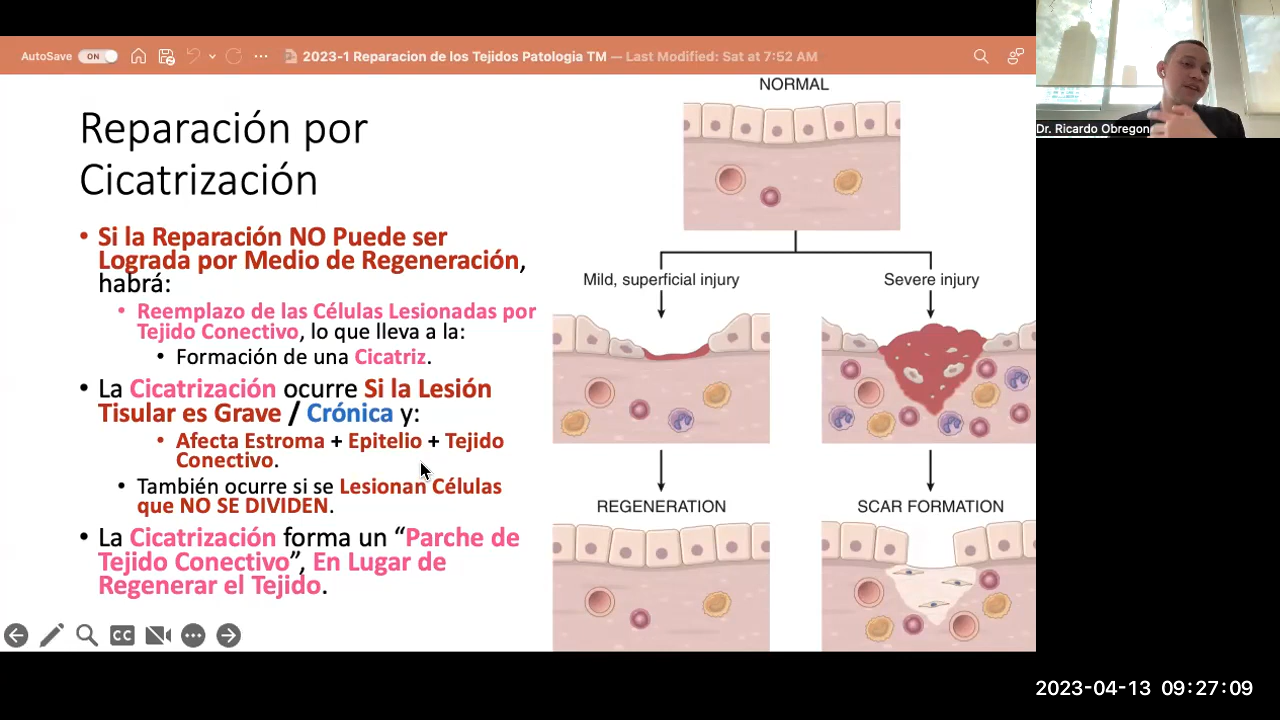 AutoSave ON ... 2023-1 Reparacion de los Tejidos Patologia TM — Last Modified: Sat at 7:52 AM
Reparación por
Cicatrización
• Si la Reparación NO Puede ser
Lograda por Medio de Regeneración,
habrá:
• Reemplazo de las Células Lesionadas por
Tejido Conectivo, lo que lleva a la:
• Formación de una Cicatriz.
• La Cicatrización ocurre Si la Lesión
Tisular es Grave / Crónica y:
• Afecta Estroma + Epitelio + Tejido
Conectivo.
• También ocurre si se Lesionan Células
que NO SE DIVIDEN.
• La Cicatrización forma un “Parche de
Tejido Conectivo”, En Lugar de
Regenerar el Tejido.
NORMAL
Mild, superficial injury
Severe injury
REGENERATION
SCAR FORMATION
CC
Dr. Ricardo Obregon
2023-04-13 09:27:09